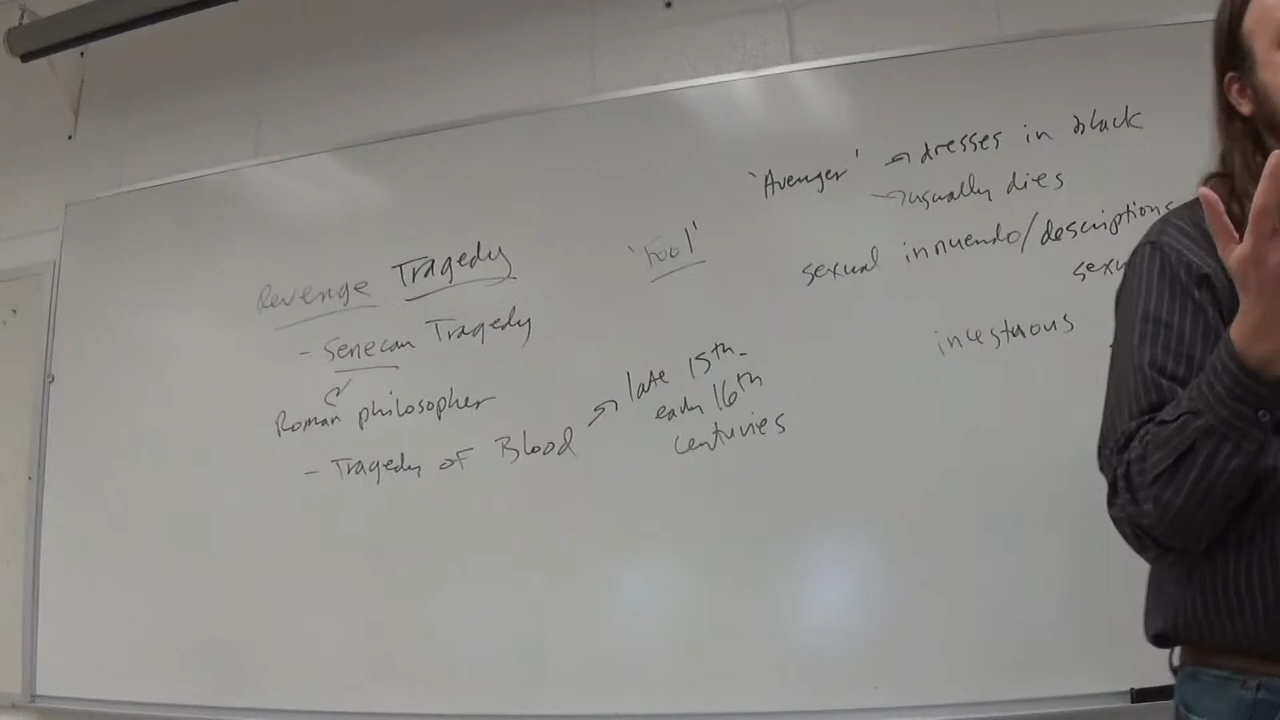 Revenge Tragedy
- Senecan Tragedy
Roman philosopher
- Tragedy of Blood → late 15th -
early 16th
centuries
'Fool'
'Avenger' → dresses in black
→ usually dies
sexual innuendo/descriptions
incestuous